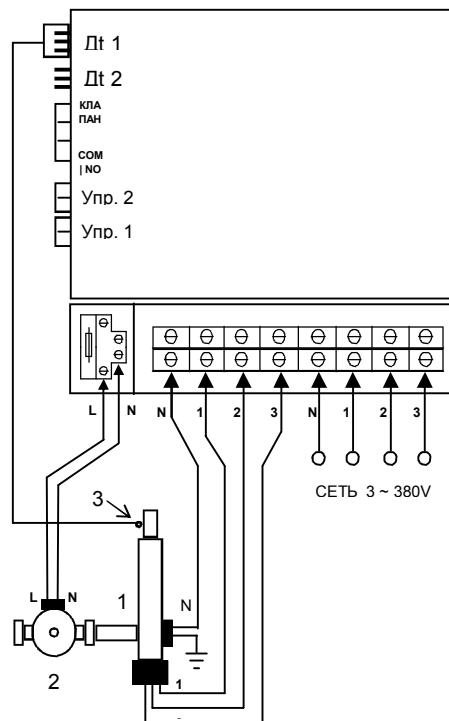 Дt 1
Дt 2
КЛА
ПАН
COM
| NO
Упр. 2
Упр. 1
L N N 1 2 3 N 1 2 3
СЕТЬ 3 ~ 380V
3
L N 1 N
2
1
2